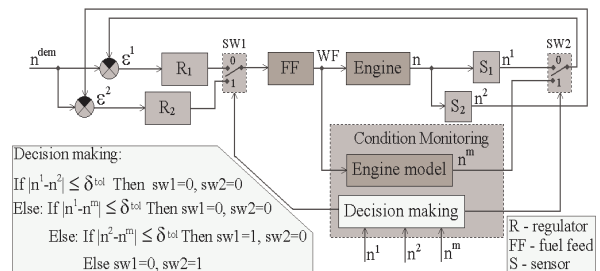 n^dem
ε^1
ε^2
R1
R2
SW1
0
1
FF
WF
Engine
n
S1
n^1
S2
n^2
SW2
0
1
Condition Monitoring
Engine model
n^m
Decision making
n^1 n^2 n^m
Decision making:
If |n^1-n^2| ≤ δ^tol Then sw1=0, sw2=0
Else: If |n^1-n^m| ≤ δ^tol Then sw1=0, sw2=0
Else: If |n^2-n^m| ≤ δ^tol Then sw1=1, sw2=0
Else sw1=0, sw2=1
R - regulator
FF - fuel feed
S - sensor